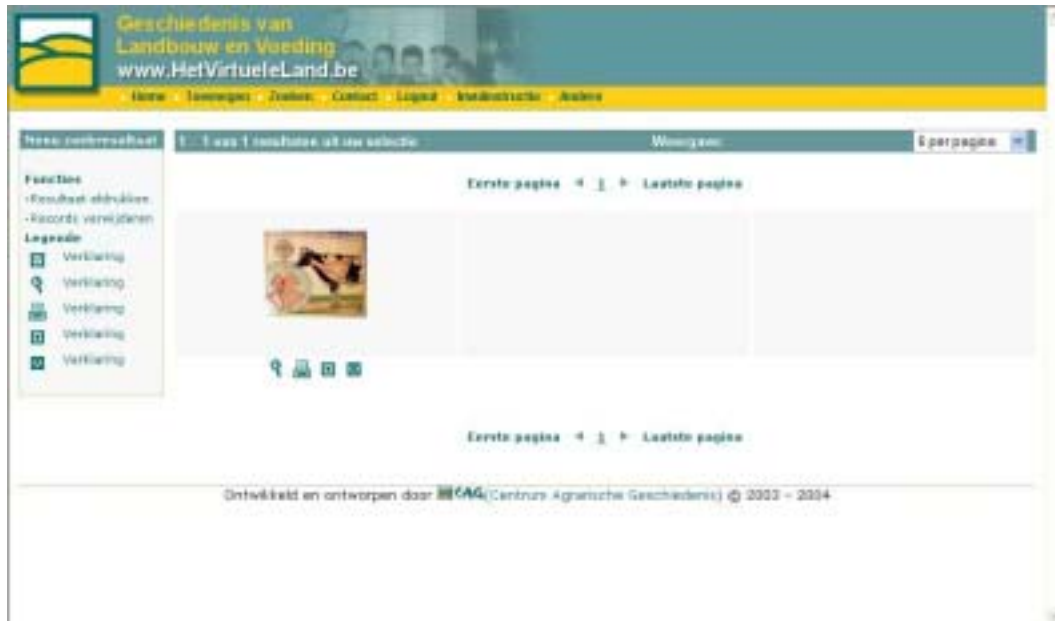 Geschiedenis van
Landbouw en Voeding
www.HetVirtueleLand.be
Home Toevoegen Zoeken Contact Logout Invulinstructie Andere
Menu zoekresultaat
1 - 1 van 1 resultaten uit uw selectie Weergave: 6 per pagina
Eerste pagina 1 Laatste pagina
Functies
-Resultaat afdrukken
-Records verwijderen
Legende
Verklaring
Verklaring
Verklaring
Verklaring
Verklaring
Eerste pagina 1 Laatste pagina
Ontwikkeld en ontworpen door CAG (Centrum Agrarische Geschiedenis) © 2003 - 2004